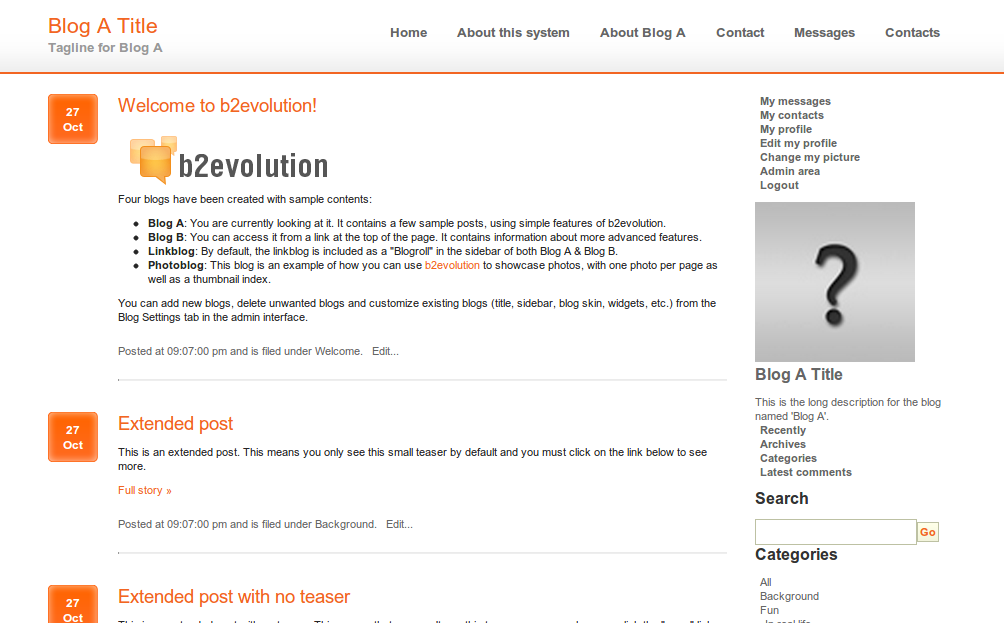 Blog A Title
Tagline for Blog A
Home About this system About Blog A Contact Messages Contacts
27
Oct
Welcome to b2evolution!
b2evolution
Four blogs have been created with sample contents:
Blog A: You are currently looking at it. It contains a few sample posts, using simple features of b2evolution.
Blog B: You can access it from a link at the top of the page. It contains information about more advanced features.
Linkblog: By default, the linkblog is included as a "Blogroll" in the sidebar of both Blog A & Blog B.
Photoblog: This blog is an example of how you can use b2evolution to showcase photos, with one photo per page as
well as a thumbnail index.
You can add new blogs, delete unwanted blogs and customize existing blogs (title, sidebar, blog skin, widgets, etc.) from the
Blog Settings tab in the admin interface.
Posted at 09:07:00 pm and is filed under Welcome. Edit...
27
Oct
Extended post
This is an extended post. This means you only see this small teaser by default and you must click on the link below to see
more.
Full story »
Posted at 09:07:00 pm and is filed under Background. Edit...
27
Oct
Extended post with no teaser
My messages
My contacts
My profile
Edit my profile
Change my picture
Admin area
Logout
?
Blog A Title
This is the long description for the blog
named 'Blog A'.
Recently
Archives
Categories
Latest comments
Search
Go
Categories
All
Background
Fun
In real life